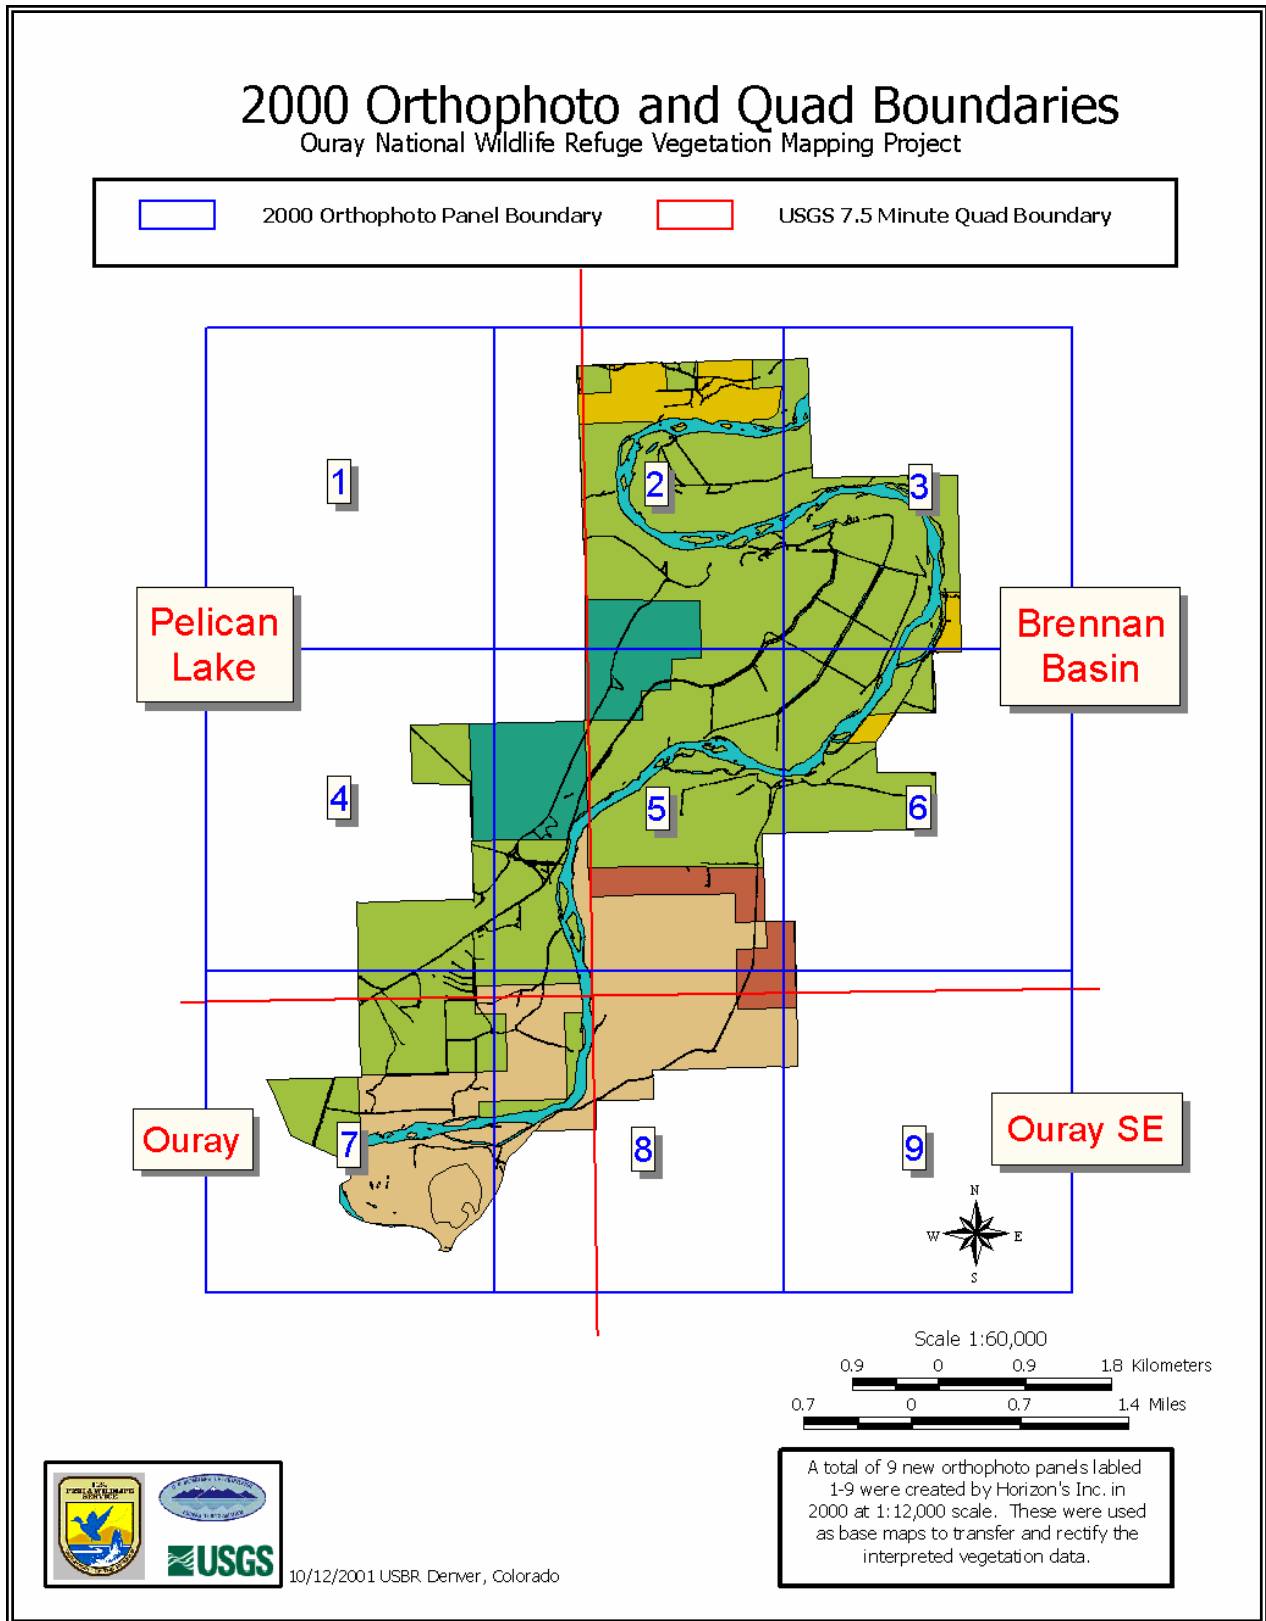 2000 Orthophoto and Quad Boundaries
Ouray National Wildlife Refuge Vegetation Mapping Project
2000 Orthophoto Panel Boundary
USGS 7.5 Minute Quad Boundary
1
2
3
Pelican
Lake
Brennan
Basin
4
5
6
Ouray
7
8
9
Ouray SE
N
W
E
S
Scale 1:60,000
0.9 0 0.9 1.8 Kilometers
0.7 0 0.7 1.4 Miles
A total of 9 new orthophoto panels labled
1-9 were created by Horizon's Inc. in
2000 at 1:12,000 scale. These were used
as base maps to transfer and rectify the
interpreted vegetation data.
U.S.
FISH & WILDLIFE
SERVICE
USGS
10/12/2001 USBR Denver, Colorado